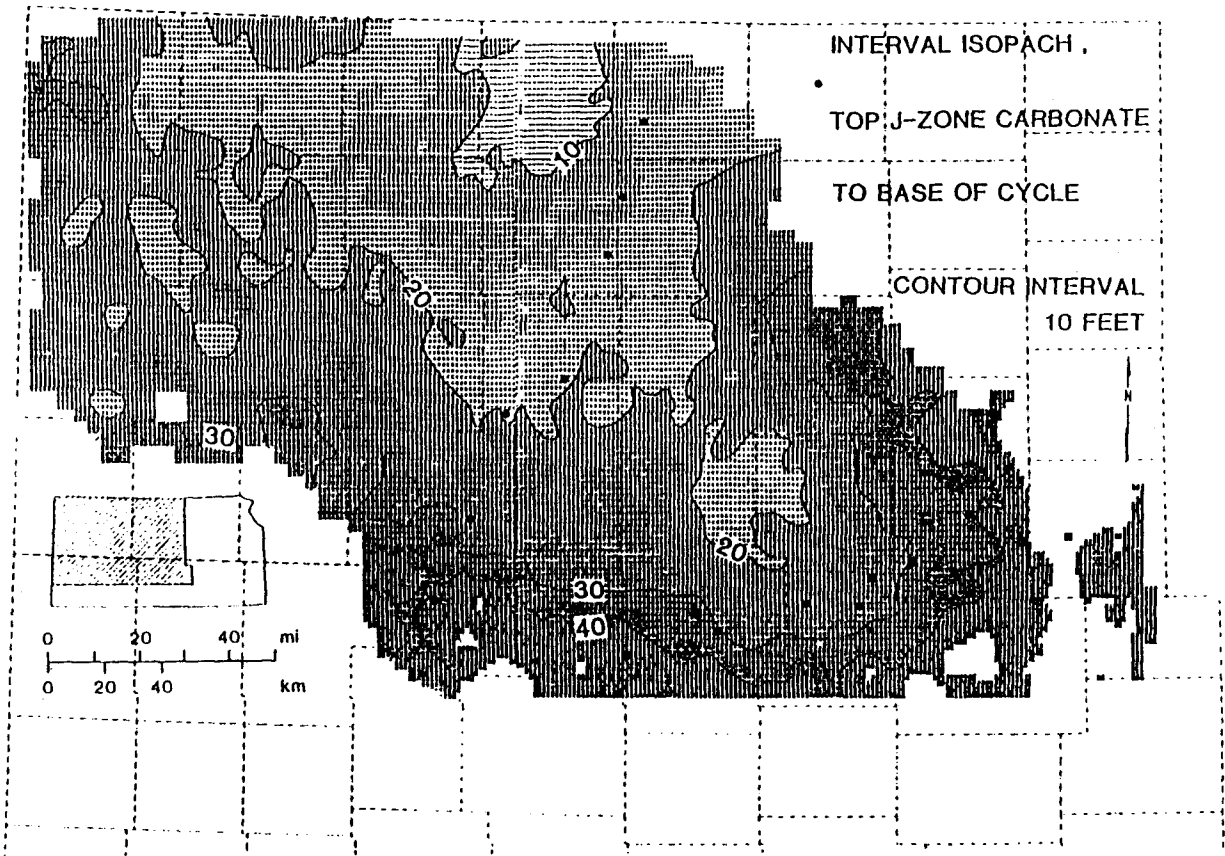 INTERVAL ISOPACH ,
TOP J-ZONE CARBONATE
TO BASE OF CYCLE
CONTOUR INTERVAL
10 FEET
N
10
20
30
20
30
40
0 20 40 mi
0 20 40 km